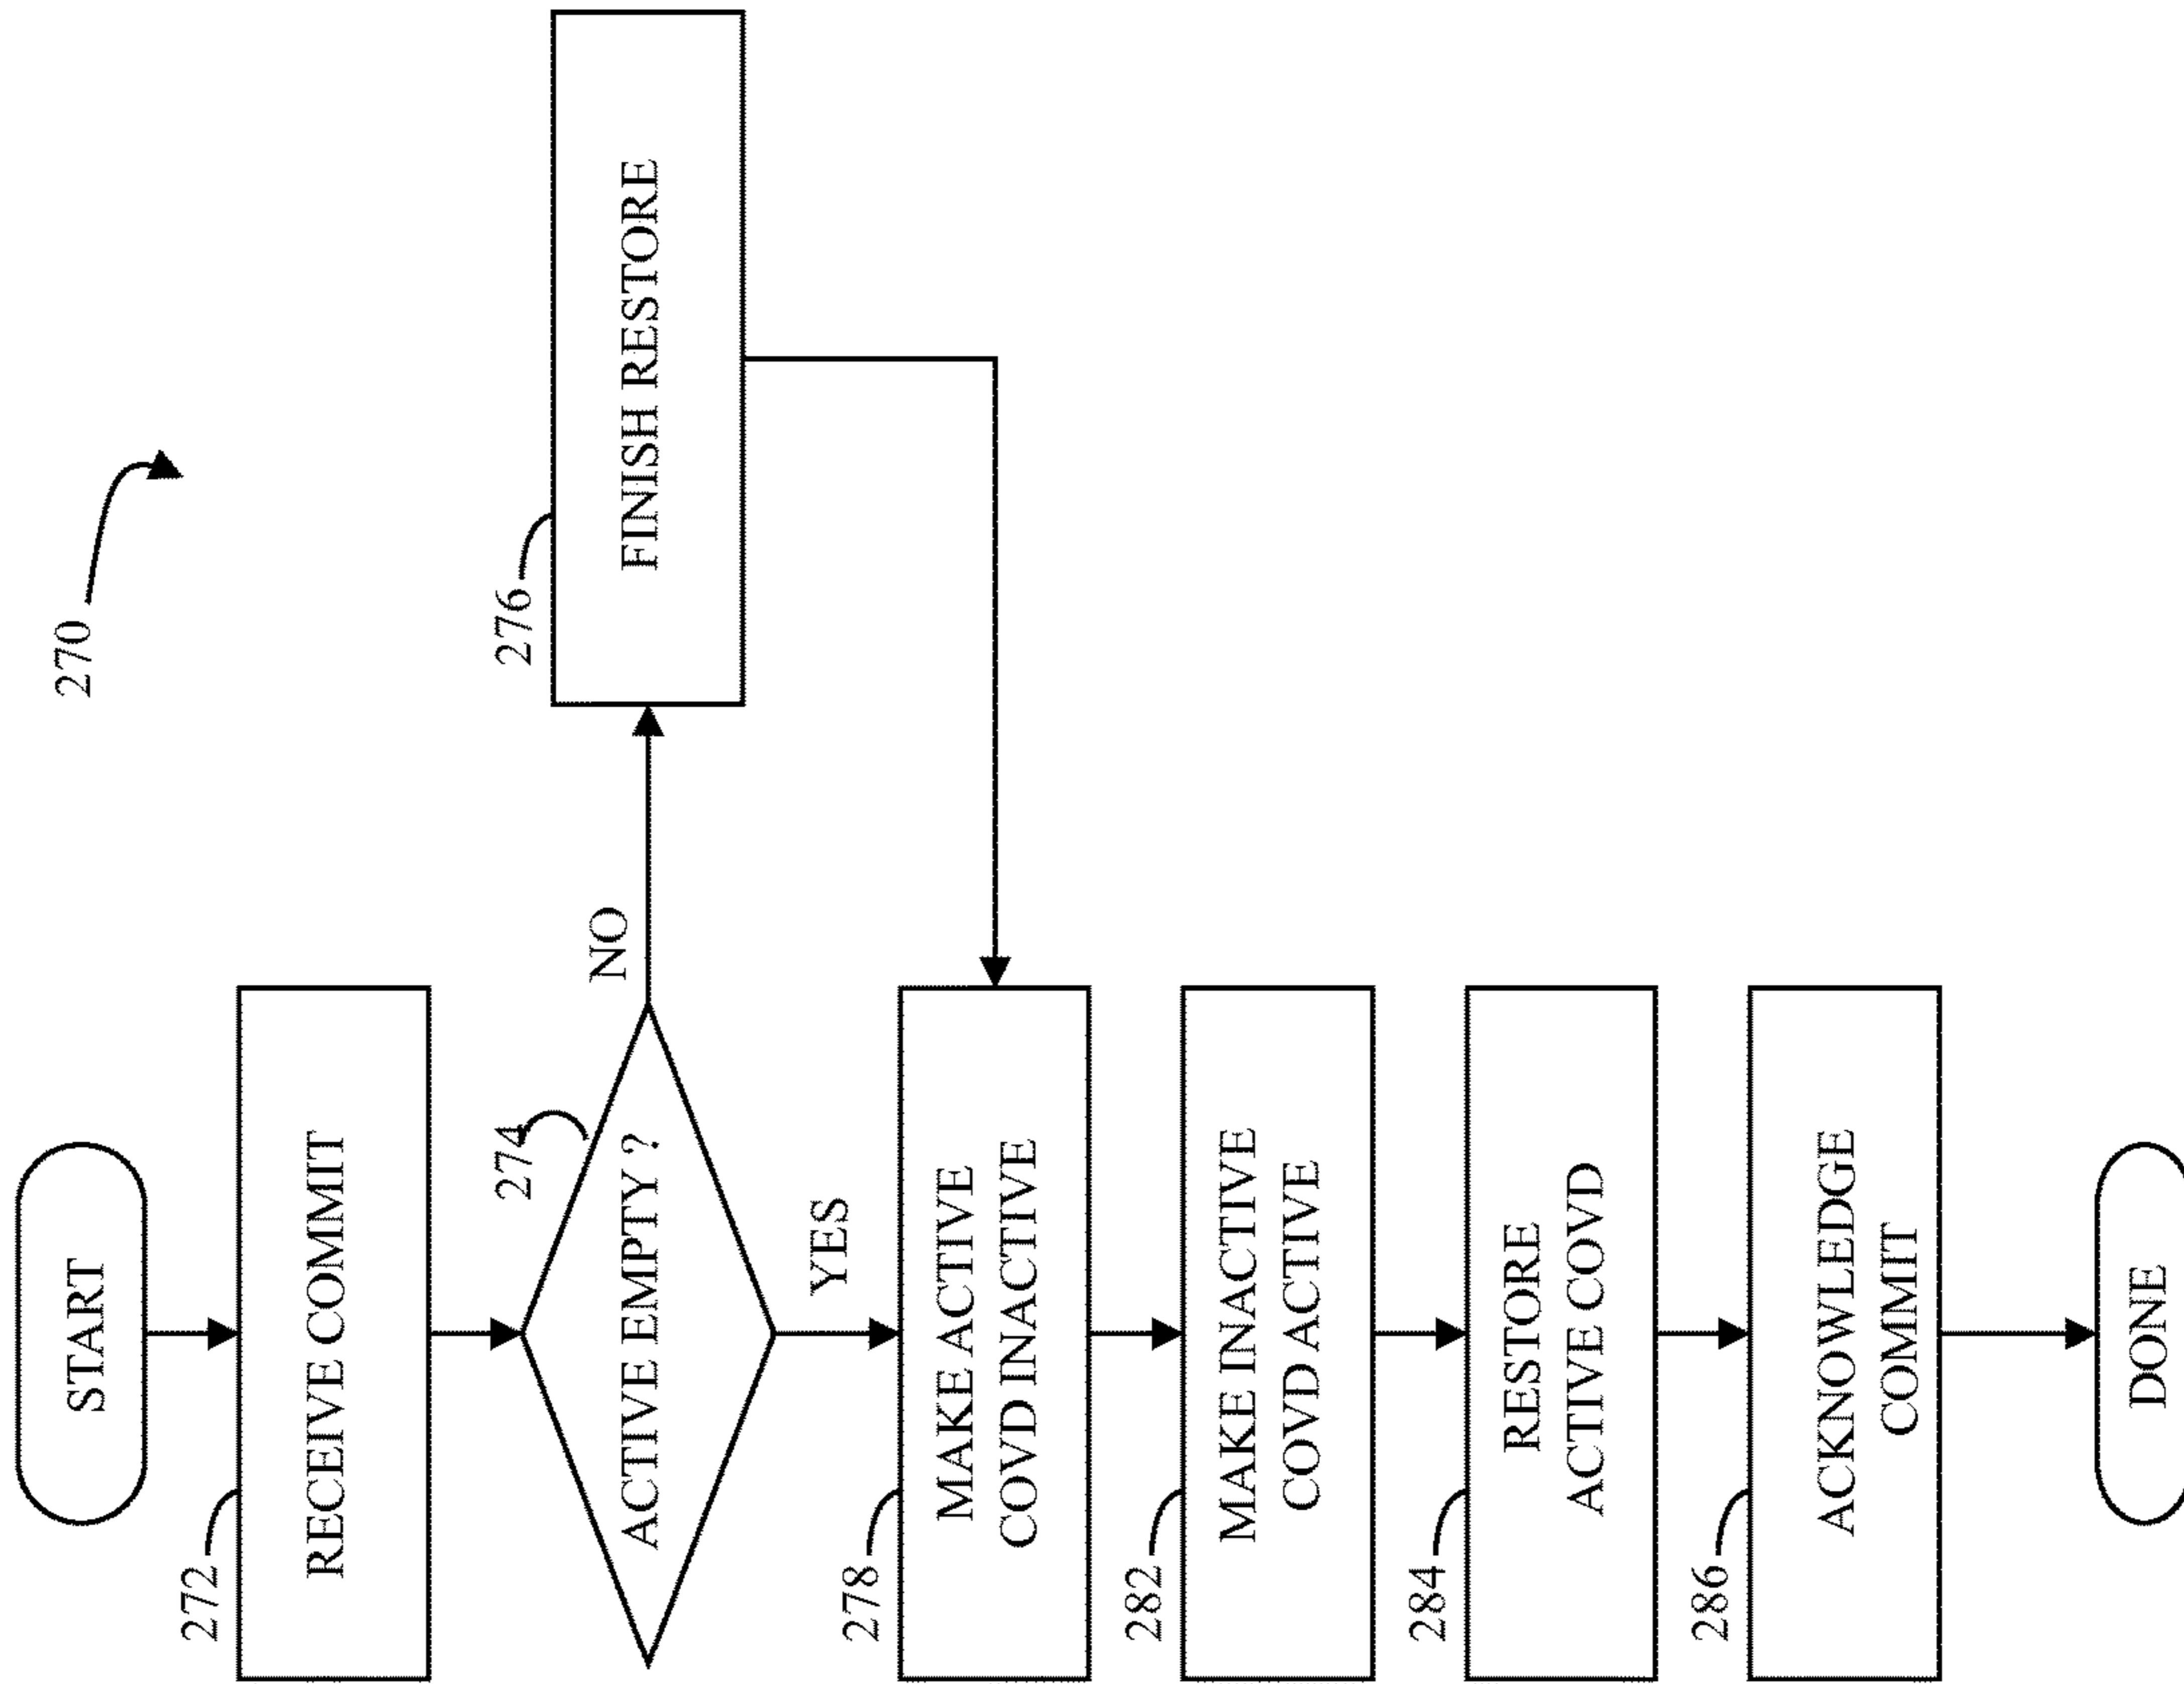 270
START
272
RECEIVE COMMIT
274
ACTIVE EMPTY ?
NO
276
FINISH RESTORE
YES
278
MAKE ACTIVE
COVD INACTIVE
282
MAKE INACTIVE
COVD ACTIVE
284
RESTORE
ACTIVE COVD
286
ACKNOWLEDGE
COMMIT
DONE